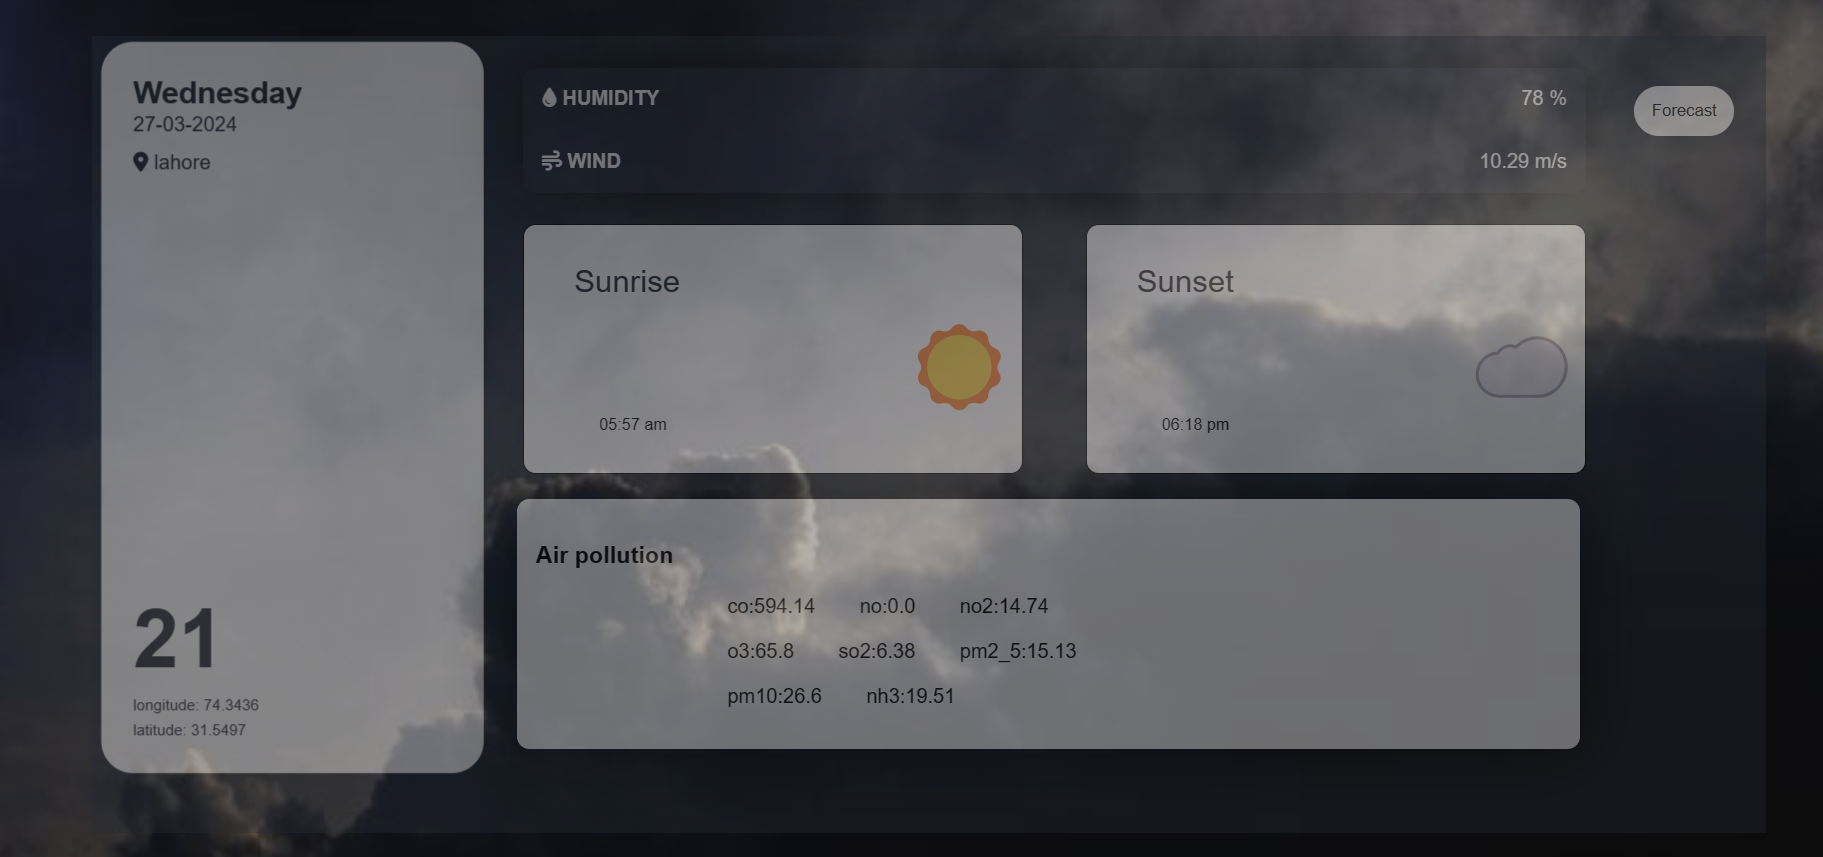 Wednesday
27-03-2024
lahore
21
longitude: 74.3436
latitude: 31.5497
HUMIDITY 78 %
WIND 10.29 m/s
Forecast
Sunrise
05:57 am
Sunset
06:18 pm
Air pollution
co:594.14 no:0.0 no2:14.74
o3:65.8 so2:6.38 pm2_5:15.13
pm10:26.6 nh3:19.51